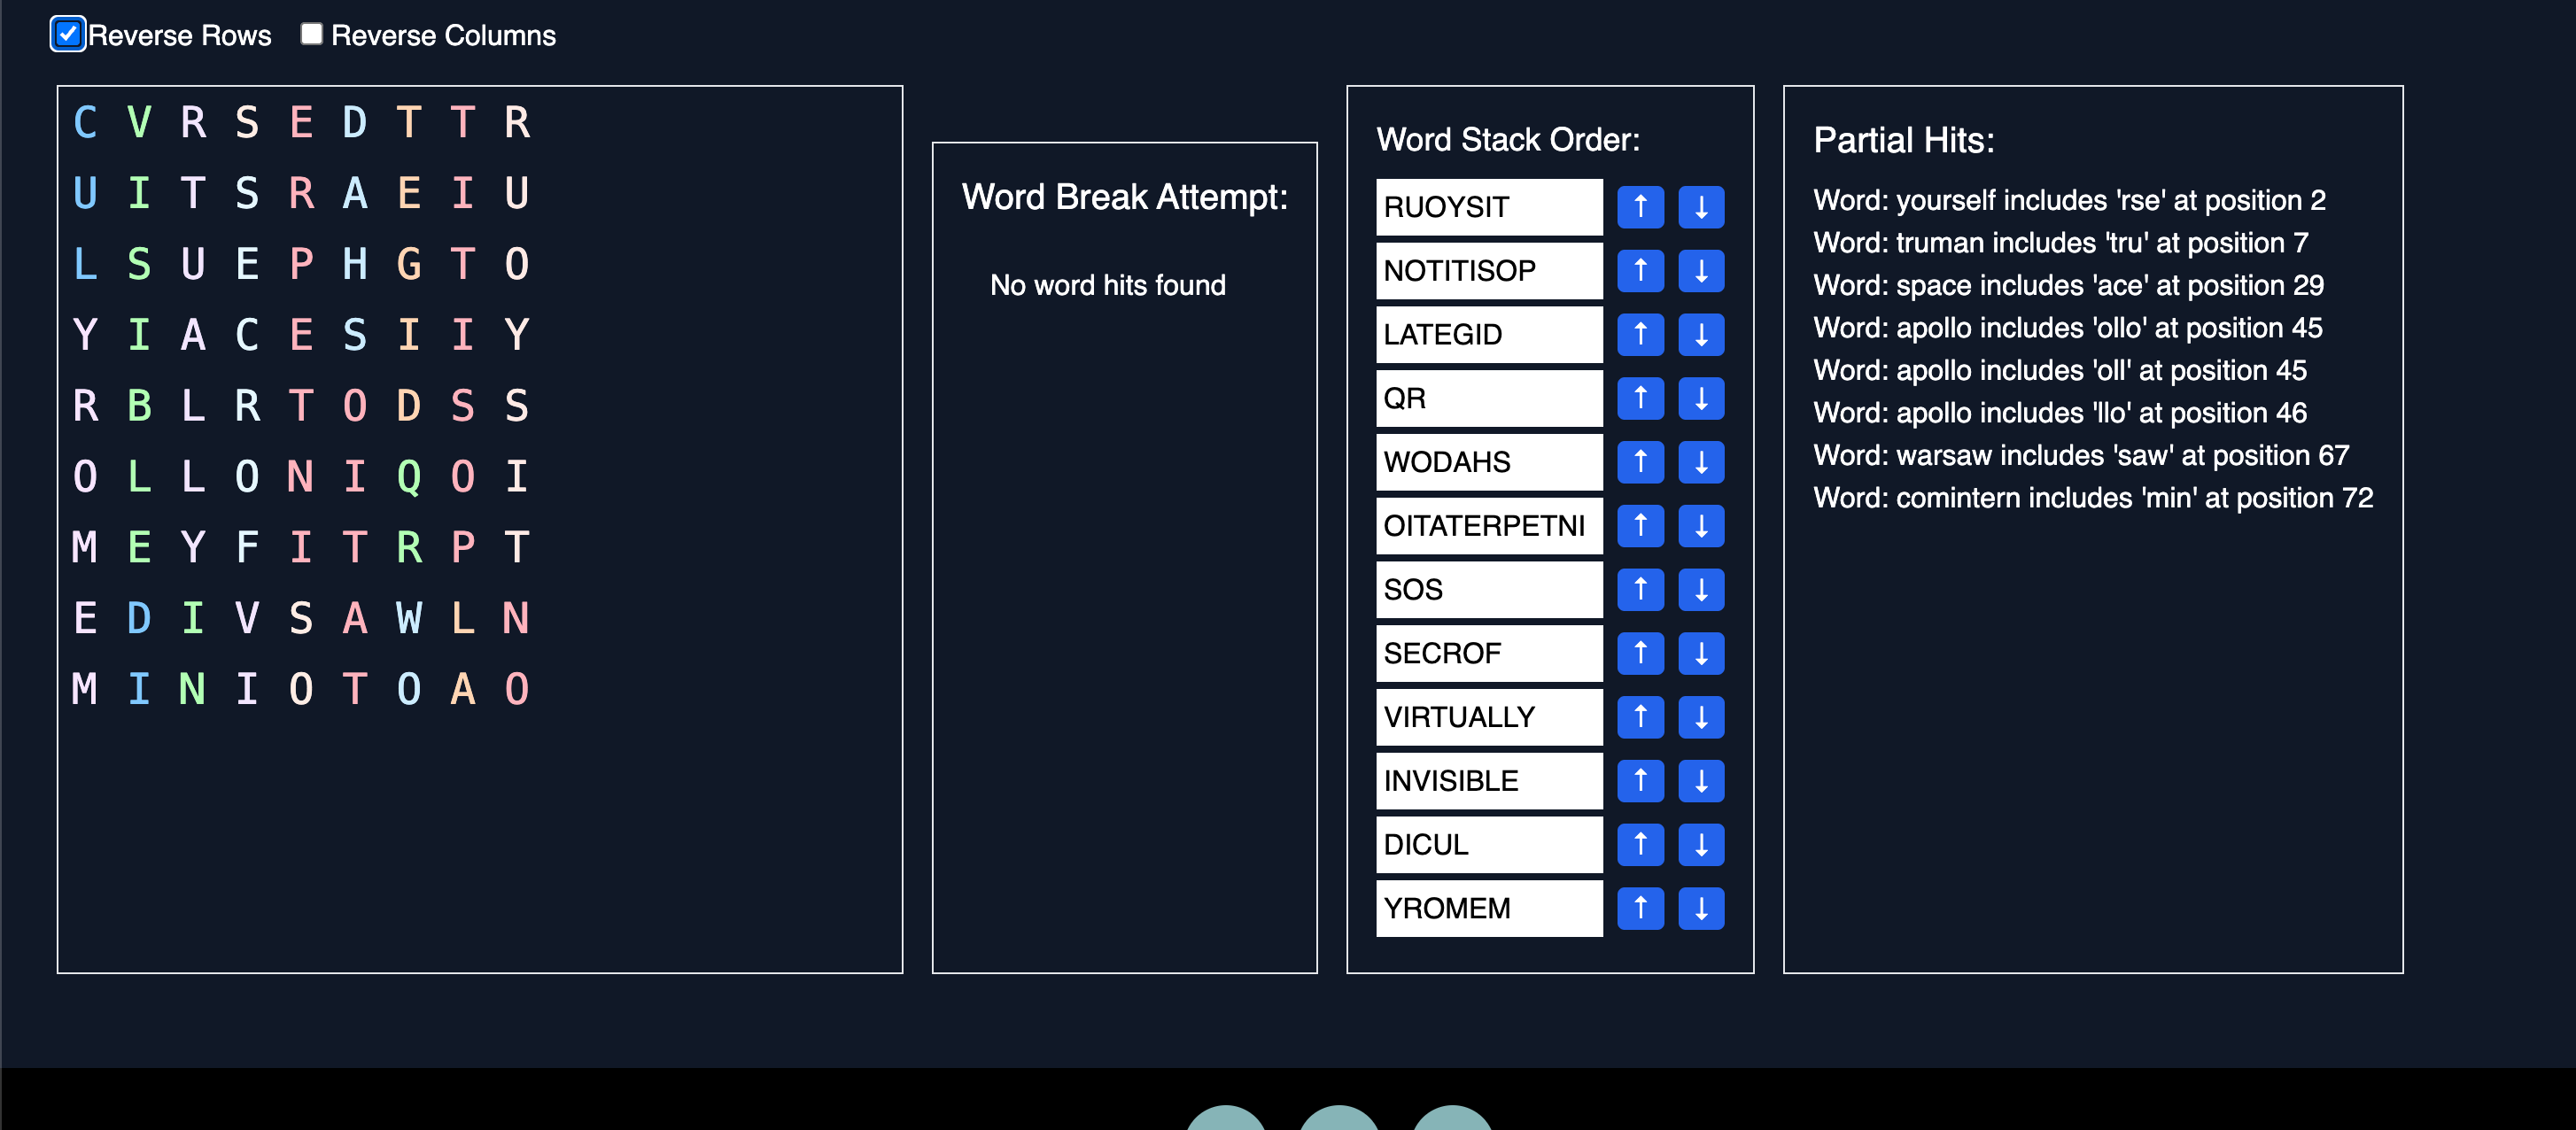 Reverse Rows Reverse Columns
C V R S E D T T R
U I T S R A E I U
L S U E P H G T O
Y I A C E S I I Y
R B L R T O D S S
O L L O N I Q O I
M E Y F I T R P T
E D I V S A W L N
M I N I O T O A O
Word Break Attempt:
No word hits found
Word Stack Order:
RUOYSIT ↑ ↓
NOTITISOP ↑ ↓
LATEGID ↑ ↓
QR ↑ ↓
WODAHS ↑ ↓
OITATERPETNI ↑ ↓
SOS ↑ ↓
SECROF ↑ ↓
VIRTUALLY ↑ ↓
INVISIBLE ↑ ↓
DICUL ↑ ↓
YROMEM ↑ ↓
Partial Hits:
Word: yourself includes 'rse' at position 2
Word: truman includes 'tru' at position 7
Word: space includes 'ace' at position 29
Word: apollo includes 'ollo' at position 45
Word: apollo includes 'oll' at position 45
Word: apollo includes 'llo' at position 46
Word: warsaw includes 'saw' at position 67
Word: comintern includes 'min' at position 72